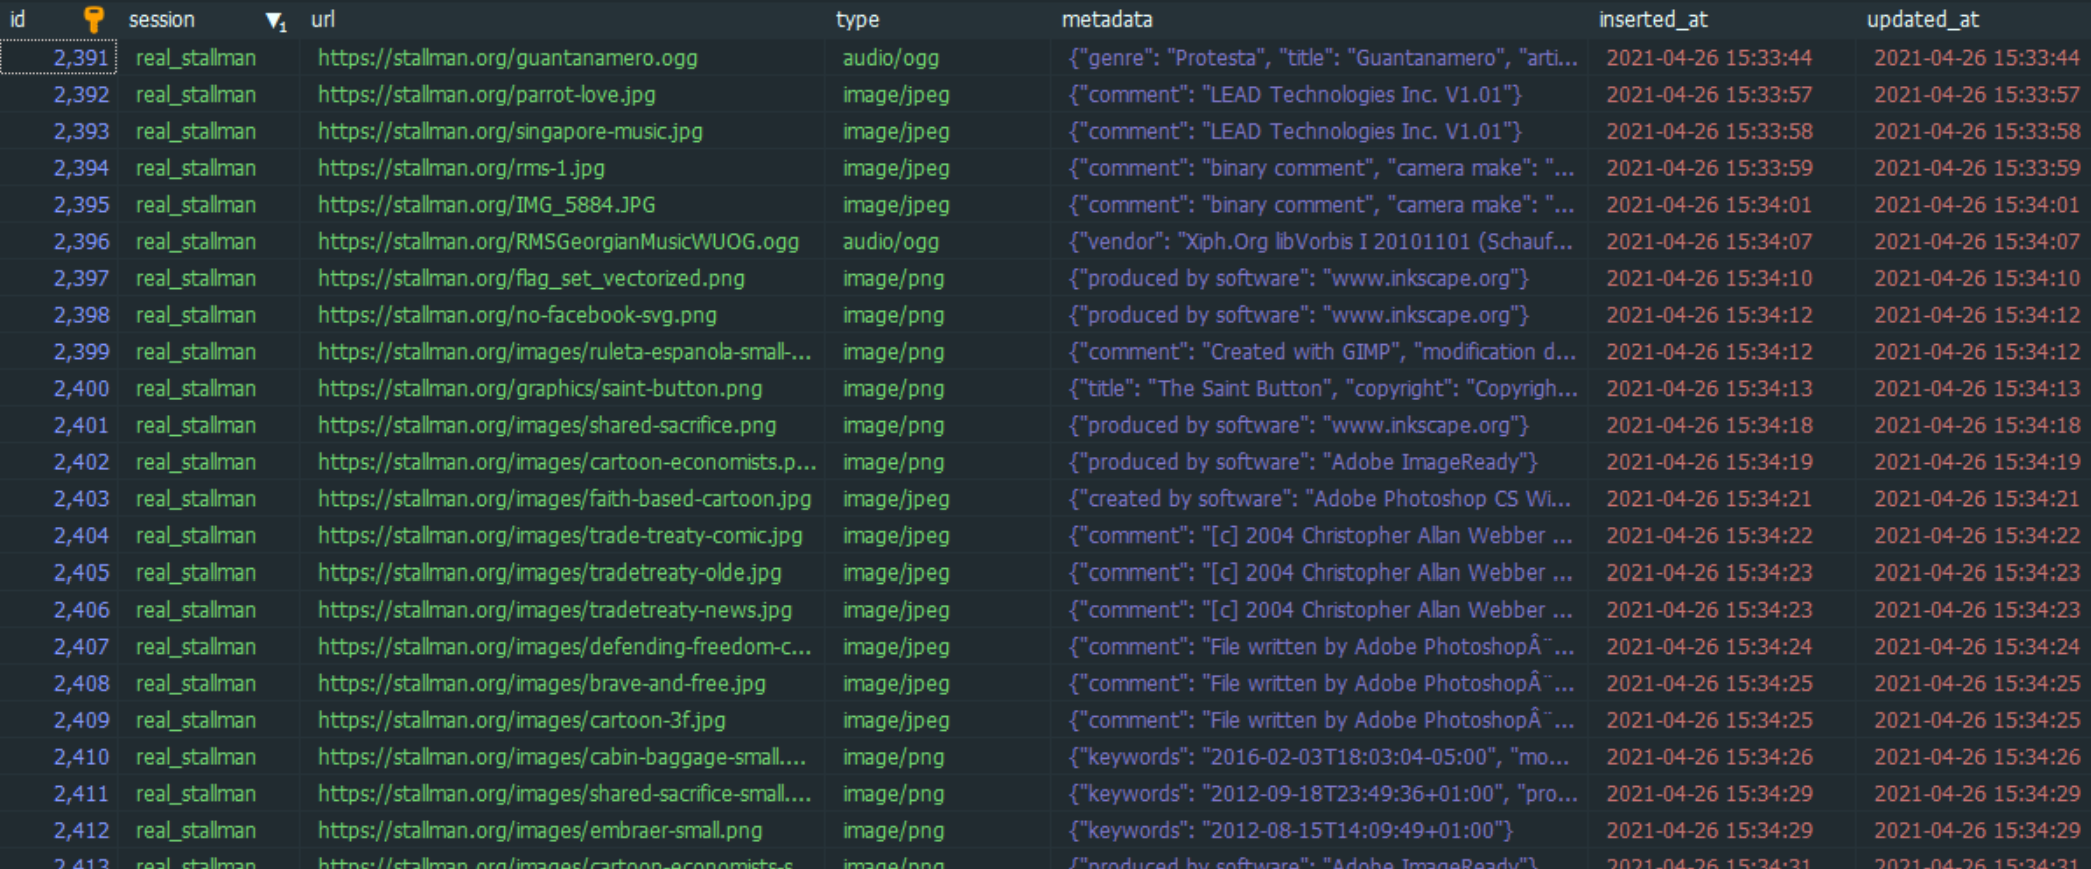 id session 1 url type metadata inserted_at updated_at
2,391 real_stallman https://stallman.org/guantanamero.ogg audio/ogg {"genre": "Protesta", "title": "Guantanamero", "arti... 2021-04-26 15:33:44 2021-04-26 15:33:44
2,392 real_stallman https://stallman.org/parrot-love.jpg image/jpeg {"comment": "LEAD Technologies Inc. V1.01"} 2021-04-26 15:33:57 2021-04-26 15:33:57
2,393 real_stallman https://stallman.org/singapore-music.jpg image/jpeg {"comment": "LEAD Technologies Inc. V1.01"} 2021-04-26 15:33:58 2021-04-26 15:33:58
2,394 real_stallman https://stallman.org/rms-1.jpg image/jpeg {"comment": "binary comment", "camera make": "... 2021-04-26 15:33:59 2021-04-26 15:33:59
2,395 real_stallman https://stallman.org/IMG_5884.JPG image/jpeg {"comment": "binary comment", "camera make": "... 2021-04-26 15:34:01 2021-04-26 15:34:01
2,396 real_stallman https://stallman.org/RMSGeorgianMusicWUOG.ogg audio/ogg {"vendor": "Xiph.Org libVorbis I 20101101 (Schauf... 2021-04-26 15:34:07 2021-04-26 15:34:07
2,397 real_stallman https://stallman.org/flag_set_vectorized.png image/png {"produced by software": "www.inkscape.org"} 2021-04-26 15:34:10 2021-04-26 15:34:10
2,398 real_stallman https://stallman.org/no-facebook-svg.png image/png {"produced by software": "www.inkscape.org"} 2021-04-26 15:34:12 2021-04-26 15:34:12
2,399 real_stallman https://stallman.org/images/ruleta-espanola-small-... image/png {"comment": "Created with GIMP", "modification d... 2021-04-26 15:34:12 2021-04-26 15:34:12
2,400 real_stallman https://stallman.org/graphics/saint-button.png image/png {"title": "The Saint Button", "copyright": "Copyrigh... 2021-04-26 15:34:13 2021-04-26 15:34:13
2,401 real_stallman https://stallman.org/images/shared-sacrifice.png image/png {"produced by software": "www.inkscape.org"} 2021-04-26 15:34:18 2021-04-26 15:34:18
2,402 real_stallman https://stallman.org/images/cartoon-economists.p... image/png {"produced by software": "Adobe ImageReady"} 2021-04-26 15:34:19 2021-04-26 15:34:19
2,403 real_stallman https://stallman.org/images/faith-based-cartoon.jpg image/jpeg {"created by software": "Adobe Photoshop CS Wi... 2021-04-26 15:34:21 2021-04-26 15:34:21
2,404 real_stallman https://stallman.org/images/trade-treaty-comic.jpg image/jpeg {"comment": "[c] 2004 Christopher Allan Webber ... 2021-04-26 15:34:22 2021-04-26 15:34:22
2,405 real_stallman https://stallman.org/images/tradetreaty-olde.jpg image/jpeg {"comment": "[c] 2004 Christopher Allan Webber ... 2021-04-26 15:34:23 2021-04-26 15:34:23
2,406 real_stallman https://stallman.org/images/tradetreaty-news.jpg image/jpeg {"comment": "[c] 2004 Christopher Allan Webber ... 2021-04-26 15:34:23 2021-04-26 15:34:23
2,407 real_stallman https://stallman.org/images/defending-freedom-c... image/jpeg {"comment": "File written by Adobe PhotoshopÂ¨... 2021-04-26 15:34:24 2021-04-26 15:34:24
2,408 real_stallman https://stallman.org/images/brave-and-free.jpg image/jpeg {"comment": "File written by Adobe PhotoshopÂ¨... 2021-04-26 15:34:25 2021-04-26 15:34:25
2,409 real_stallman https://stallman.org/images/cartoon-3f.jpg image/jpeg {"comment": "File written by Adobe PhotoshopÂ¨... 2021-04-26 15:34:25 2021-04-26 15:34:25
2,410 real_stallman https://stallman.org/images/cabin-baggage-small.... image/png {"keywords": "2016-02-03T18:03:04-05:00", "mo... 2021-04-26 15:34:26 2021-04-26 15:34:26
2,411 real_stallman https://stallman.org/images/shared-sacrifice-small.... image/png {"keywords": "2012-09-18T23:49:36+01:00", "pro... 2021-04-26 15:34:29 2021-04-26 15:34:29
2,412 real_stallman https://stallman.org/images/embraer-small.png image/png {"keywords": "2012-08-15T14:09:49+01:00"} 2021-04-26 15:34:29 2021-04-26 15:34:29
2,413 real_stallman https://stallman.org/images/cartoon-economists-s... image/png {"produced by software": "Adobe ImageReady"} 2021-04-26 15:34:31 2021-04-26 15:34:31